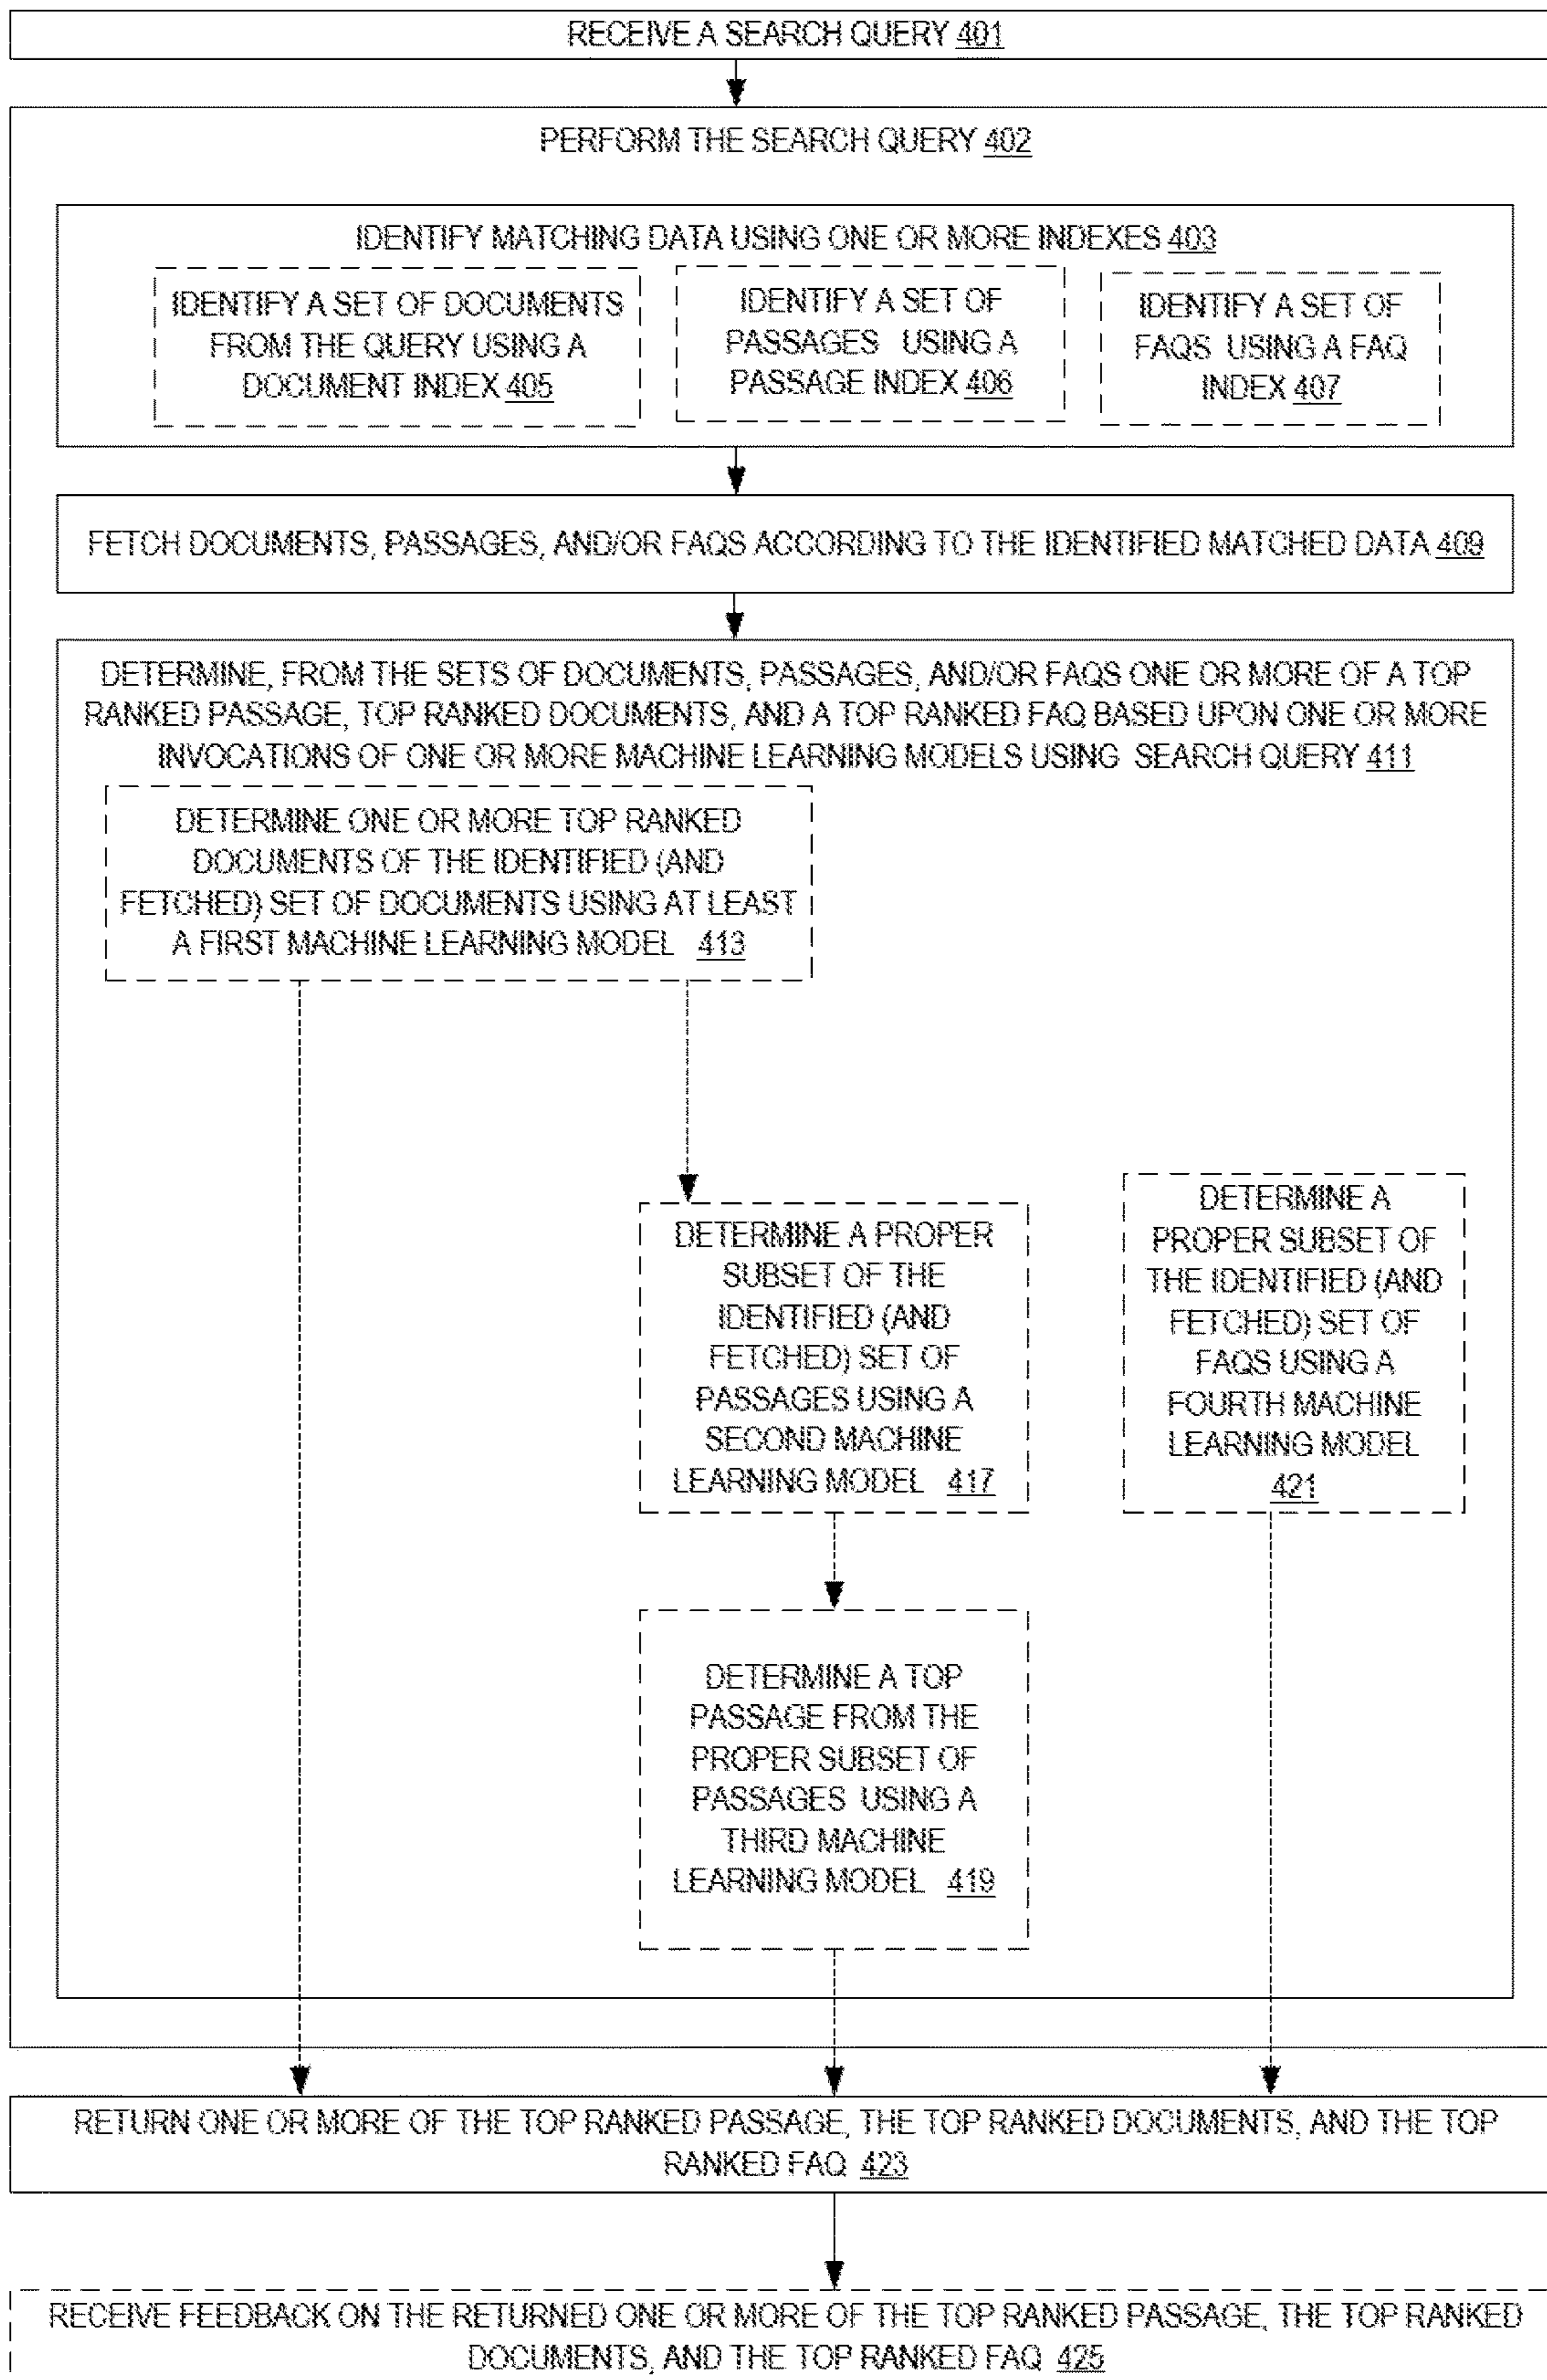 RECEIVE A SEARCH QUERY 401
PERFORM THE SEARCH QUERY 402
IDENTIFY MATCHING DATA USING ONE OR MORE INDEXES 403
IDENTIFY A SET OF DOCUMENTS
FROM THE QUERY USING A
DOCUMENT INDEX 405
IDENTIFY A SET OF
PASSAGES USING A
PASSAGE INDEX 406
IDENTIFY A SET OF
FAQS USING A FAQ
INDEX 407
FETCH DOCUMENTS, PASSAGES, AND/OR FAQS ACCORDING TO THE IDENTIFIED MATCHED DATA 409
DETERMINE, FROM THE SETS OF DOCUMENTS, PASSAGES, AND/OR FAQS ONE OR MORE OF A TOP
RANKED PASSAGE, TOP RANKED DOCUMENTS, AND A TOP RANKED FAQ BASED UPON ONE OR MORE
INVOCATIONS OF ONE OR MORE MACHINE LEARNING MODELS USING SEARCH QUERY 411
DETERMINE ONE OR MORE TOP RANKED
DOCUMENTS OF THE IDENTIFIED (AND
FETCHED) SET OF DOCUMENTS USING AT LEAST
A FIRST MACHINE LEARNING MODEL 413
DETERMINE A PROPER
SUBSET OF THE
IDENTIFIED (AND
FETCHED) SET OF
PASSAGES USING A
SECOND MACHINE
LEARNING MODEL 417
DETERMINE A
PROPER SUBSET OF
THE IDENTIFIED (AND
FETCHED) SET OF
FAQS USING A
FOURTH MACHINE
LEARNING MODEL
421
DETERMINE A TOP
PASSAGE FROM THE
PROPER SUBSET OF
PASSAGES USING A
THIRD MACHINE
LEARNING MODEL 419
RETURN ONE OR MORE OF THE TOP RANKED PASSAGE, THE TOP RANKED DOCUMENTS, AND THE TOP
RANKED FAQ 423
RECEIVE FEEDBACK ON THE RETURNED ONE OR MORE OF THE TOP RANKED PASSAGE, THE TOP RANKED
DOCUMENTS, AND THE TOP RANKED FAQ 425